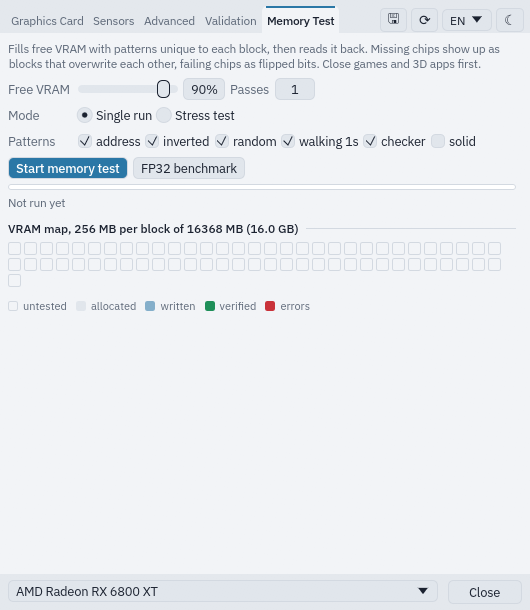 Graphics Card Sensors Advanced Validation Memory Test EN
Fills free VRAM with patterns unique to each block, then reads it back. Missing chips show up as
blocks that overwrite each other, failing chips as flipped bits. Close games and 3D apps first.
Free VRAM 90% Passes 1
Mode Single run Stress test
Patterns address inverted random walking 1s checker solid
Start memory test FP32 benchmark
Not run yet
VRAM map, 256 MB per block of 16368 MB (16.0 GB)
untested allocated written verified errors
AMD Radeon RX 6800 XT Close